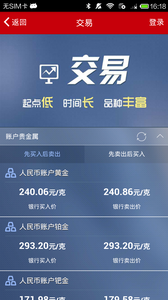 无SIM卡 16:18
返回 交易 登录
交易
起点低 时间长 品种丰富
账户贵金属
先买入后卖出 先卖出后买入
人民币账户黄金
240.06元/克 240.86元/克
银行买入价 银行卖出价
人民币账户铂金
293.20元/克 293.20元/克
银行买入价 银行卖出价
人民币账户钯金